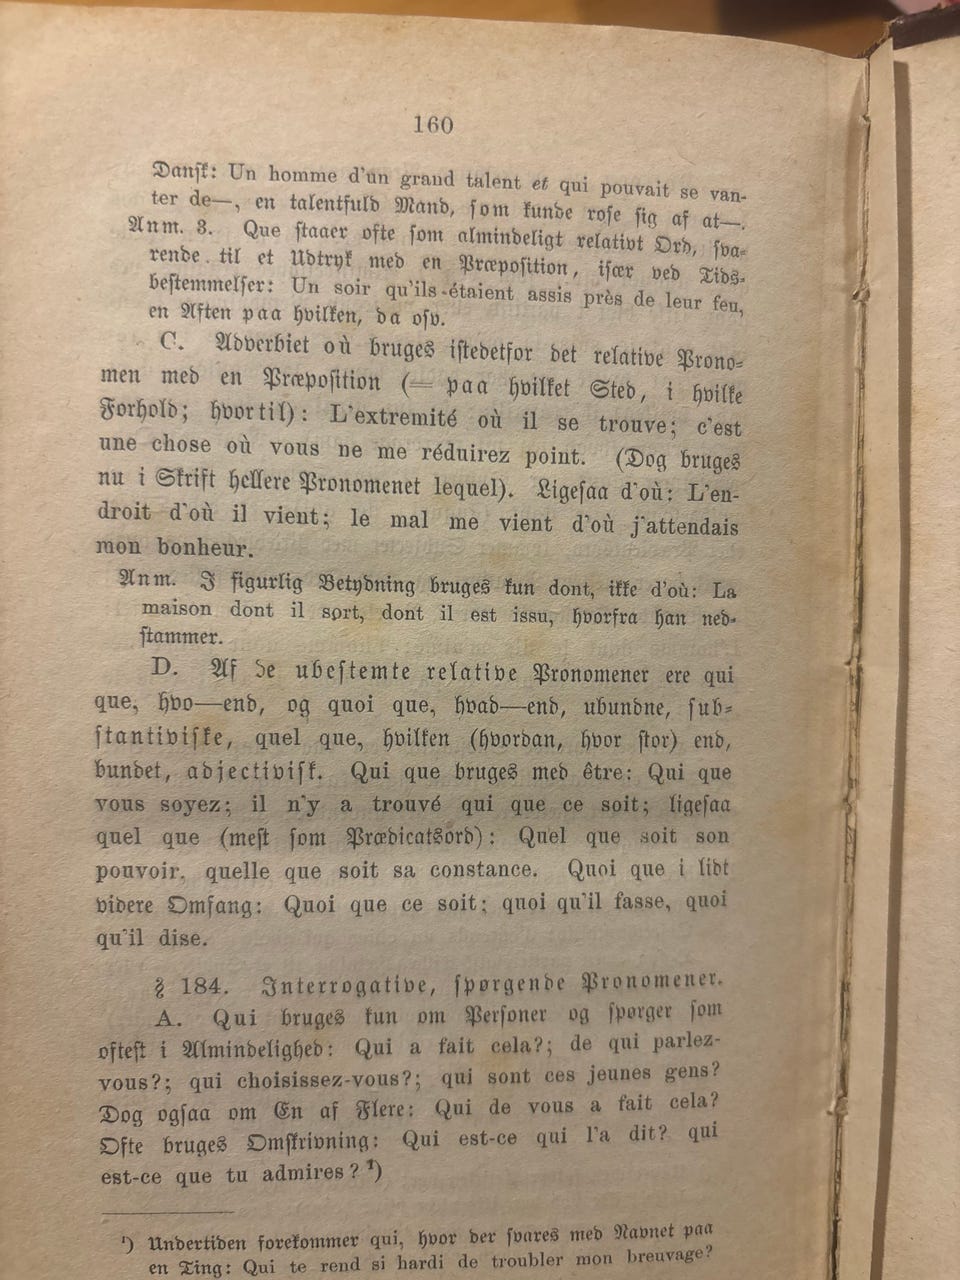 160
Dansk: Un homme d'un grand talent et qui pouvait se van-
ter de—, en talentfuld Mand, som kunde rose sig af at—.
Anm. 3. Que staaer ofte som almindeligt relativt Ord, sva-
rende til et Udtryk med en Præposition, især ved Tids-
bestemmelser: Un soir qu'ils étaient assis près de leur feu,
en Aften paa hvilken, da osv.
C. Adverbiet où bruges istedetfor det relative Prono-
men med en Præposition (= paa hvilket Sted, i hvilke
Forhold; hvortil): L'extremité où il se trouve; c'est
une chose où vous ne me réduirez point. (Dog bruges
nu i Skrift hellere Pronomenet lequel). Ligesaa d'où: L'en-
droit d'où il vient; le mal me vient d'où j'attendais
mon bonheur.
Anm. I figurlig Betydning bruges kun dont, ikke d'où: La
maison dont il sort, dont il est issu, hvorfra han ned-
stammer.
D. Af de ubestemte relative Pronomener ere qui
que, hvo—end, og quoi que, hvad—end, ubundne, sub-
stantiviske, quel que, hvilken (hvordan, hvor stor) end,
bundet, adjectivisk. Qui que bruges med être: Qui que
vous soyez; il n'y a trouvé qui que ce soit; ligesaa
quel que (mest som Prædicatsord): Quel que soit son
pouvoir, quelle que soit sa constance. Quoi que i lidt
videre Omfang: Quoi que ce soit; quoi qu'il fasse, quoi
qu'il dise.
§ 184. Interrogative, spørgende Pronomener.
A. Qui bruges kun om Personer og spørger som
oftest i Almindelighed: Qui a fait cela?; de qui parlez-
vous?; qui choisissez-vous?; qui sont ces jeunes gens?
Dog ogsaa om En af Flere: Qui de vous a fait cela?
Ofte bruges Omskrivning: Qui est-ce qui l'a dit? qui
est-ce que tu admires? ¹)
¹) Undertiden forekommer qui, hvor der svares med Navnet paa
en Ting: Qui te rend si hardi de troubler mon breuvage?